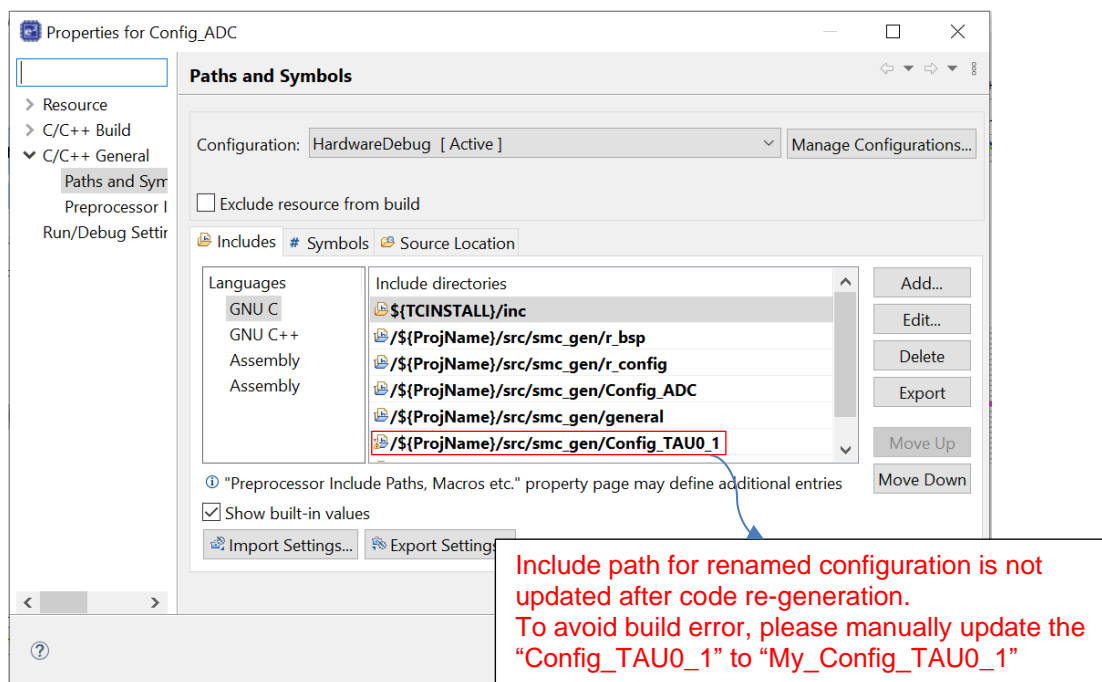 Properties for Config_ADC
Paths and Symbols
Resource
C/C++ Build
C/C++ General
Paths and Sym
Preprocessor I
Run/Debug Settir
Configuration: HardwareDebug [ Active ]
Manage Configurations...
Exclude resource from build
Includes # Symbols Source Location
Languages
GNU C
GNU C++
Assembly
Assembly
Include directories
${TCINSTALL}/inc
/${ProjName}/src/smc_gen/r_bsp
/${ProjName}/src/smc_gen/r_config
/${ProjName}/src/smc_gen/Config_ADC
/${ProjName}/src/smc_gen/general
/${ProjName}/src/smc_gen/Config_TAU0_1
Add...
Edit...
Delete
Export
Move Up
Move Down
"Preprocessor Include Paths, Macros etc." property page may define additional entries
Show built-in values
Import Settings... Export Settings
Include path for renamed configuration is not
updated after code re-generation.
To avoid build error, please manually update the
“Config_TAU0_1” to “My_Config_TAU0_1”